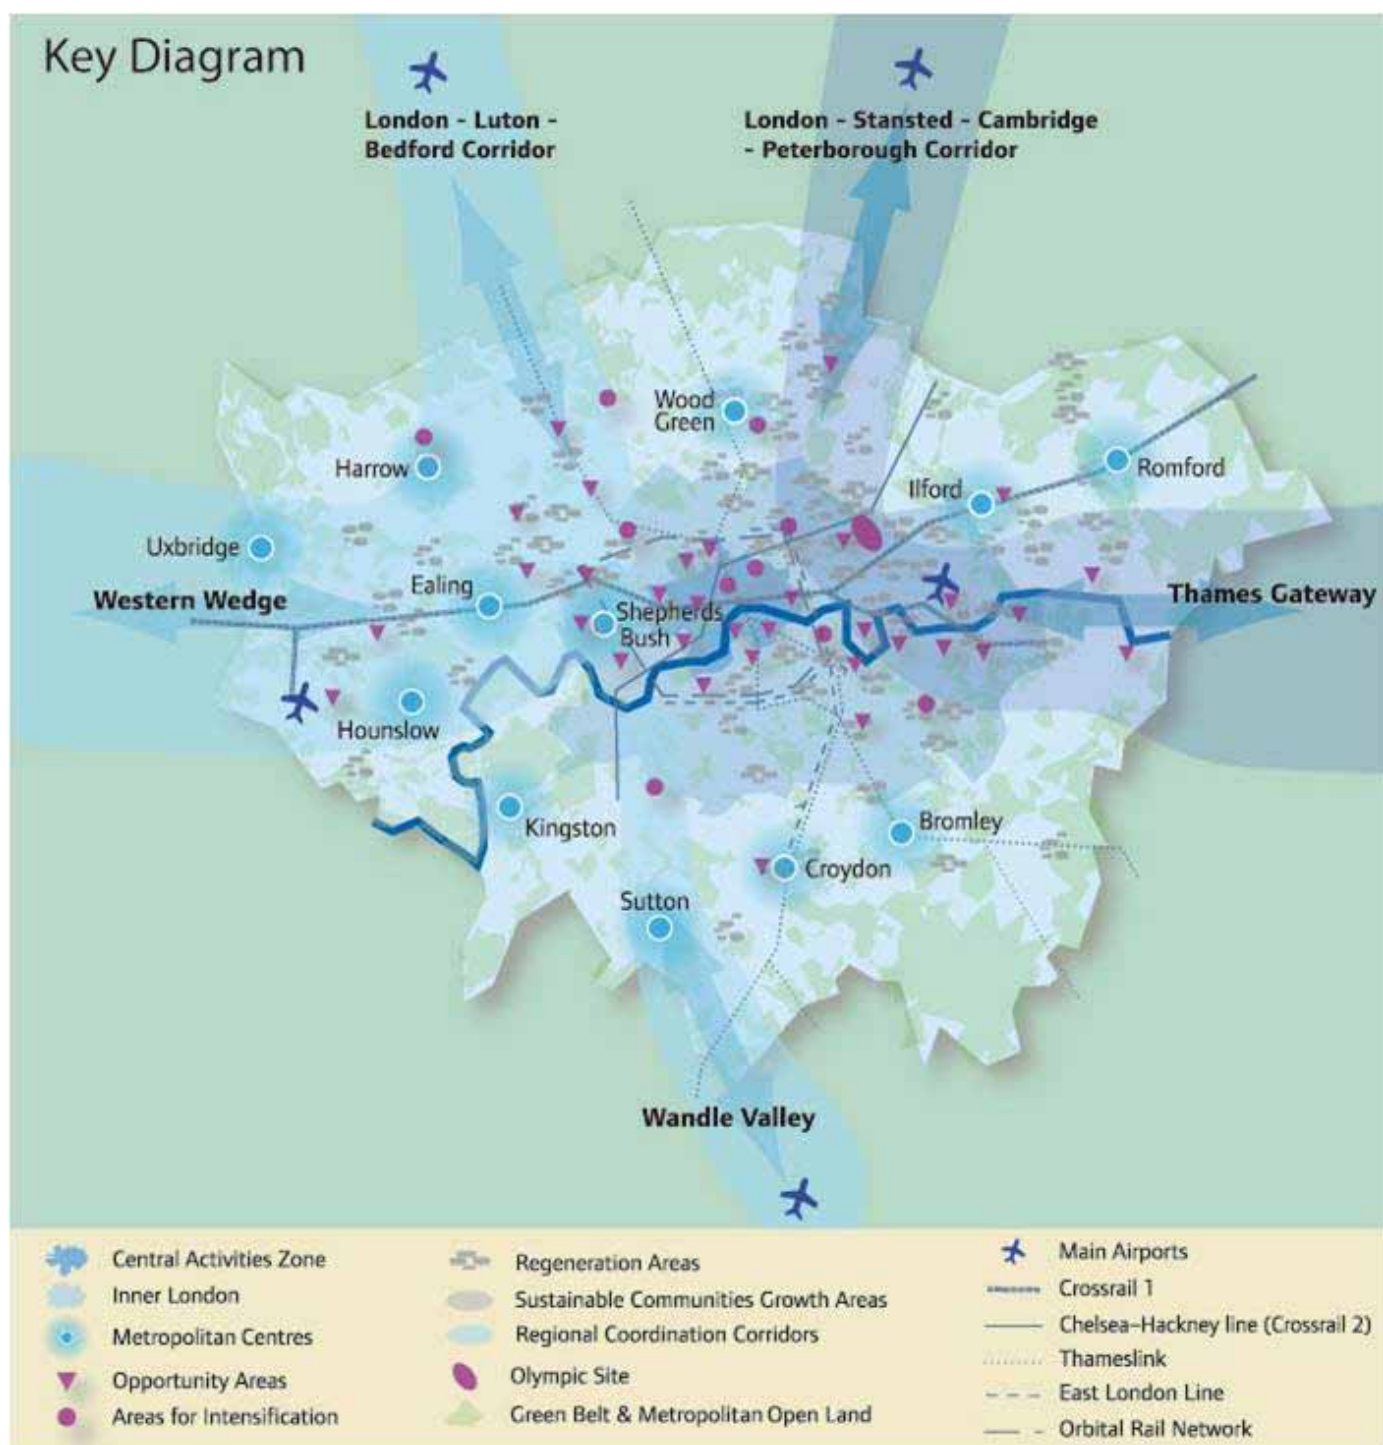 Key Diagram
London - Luton -
Bedford Corridor
London - Stansted - Cambridge
- Peterborough Corridor
Wood
Green
Harrow
Romford
Ilford
Uxbridge
Ealing
Western Wedge
Thames Gateway
Shepherds
Bush
Hounslow
Kingston
Bromley
Croydon
Sutton
Wandle Valley
Central Activities Zone
Inner London
Metropolitan Centres
Opportunity Areas
Areas for Intensification
Regeneration Areas
Sustainable Communities Growth Areas
Regional Coordination Corridors
Olympic Site
Green Belt & Metropolitan Open Land
Main Airports
Crossrail 1
Chelsea-Hackney line (Crossrail 2)
Thameslink
East London Line
Orbital Rail Network